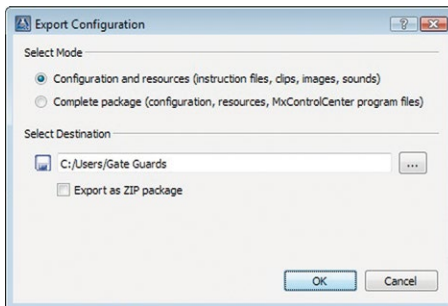 Export Configuration
Select Mode
Configuration and resources (instruction files, clips, images, sounds)
Complete package (configuration, resources, MxControlCenter program files)
Select Destination
C:/Users/Gate Guards
...
Export as ZIP package
OK Cancel